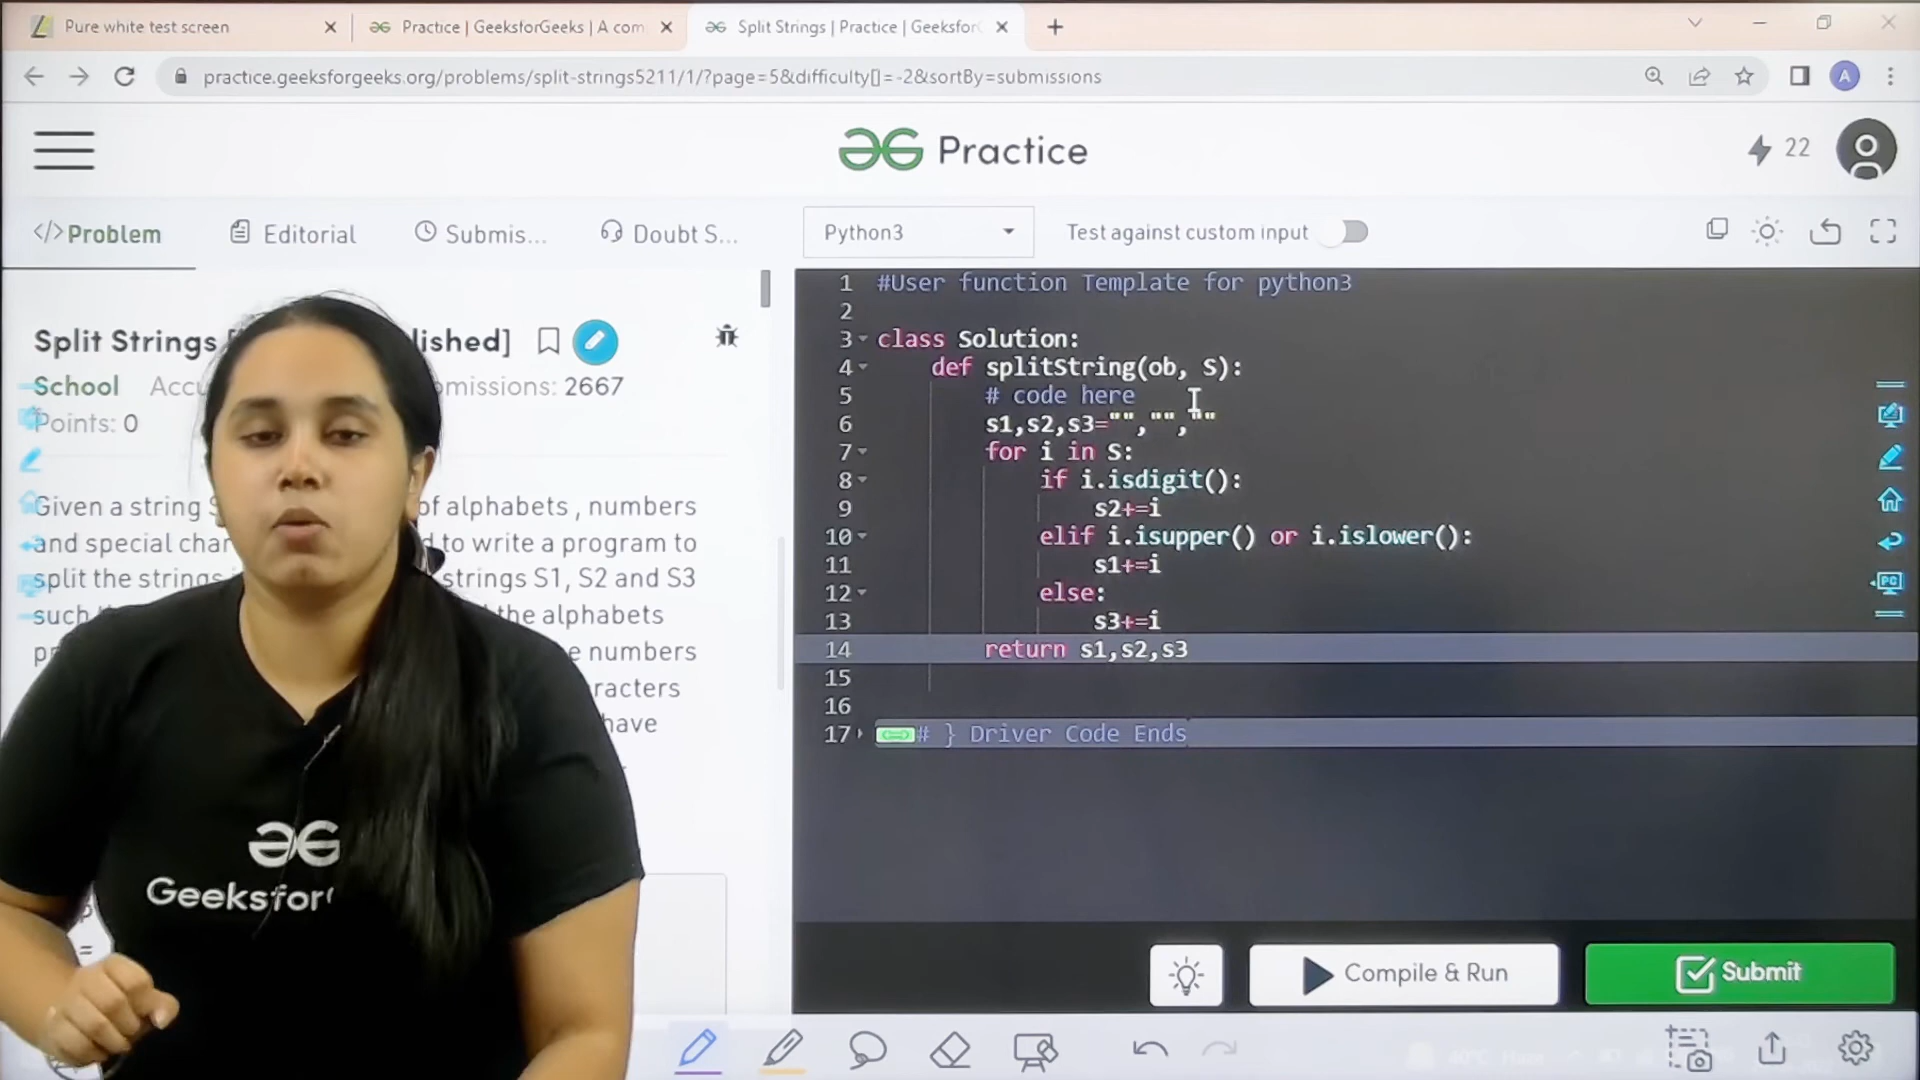 Pure white test screen
Practice | GeeksforGeeks | A com
Split Strings | Practice | Geeksfor
practice.geeksforgeeks.org/problems/split-strings5211/1/?page=5&difficulty[]=-2&sortBy=submissions
A
Practice
22
</>Problem
Editorial
Submis...
Doubt S...
Python3
Test against custom input
Split Strings [ lished]
School Accu missions: 2667
Points: 0
Given a string S of alphabets , numbers
and special char d to write a program to
split the strings strings S1, S2 and S3
such the alphabets
numbers
racters
have
=
GeeksforG
1 #User function Template for python3
2
3 class Solution:
4 def splitString(ob, S):
5 # code here
6 s1,s2,s3="","",""
7 for i in S:
8 if i.isdigit():
9 s2+=i
10 elif i.isupper() or i.islower():
11 s1+=i
12 else:
13 s3+=i
14 return s1,s2,s3
15
16
17 # } Driver Code Ends
PC
Compile & Run
Submit